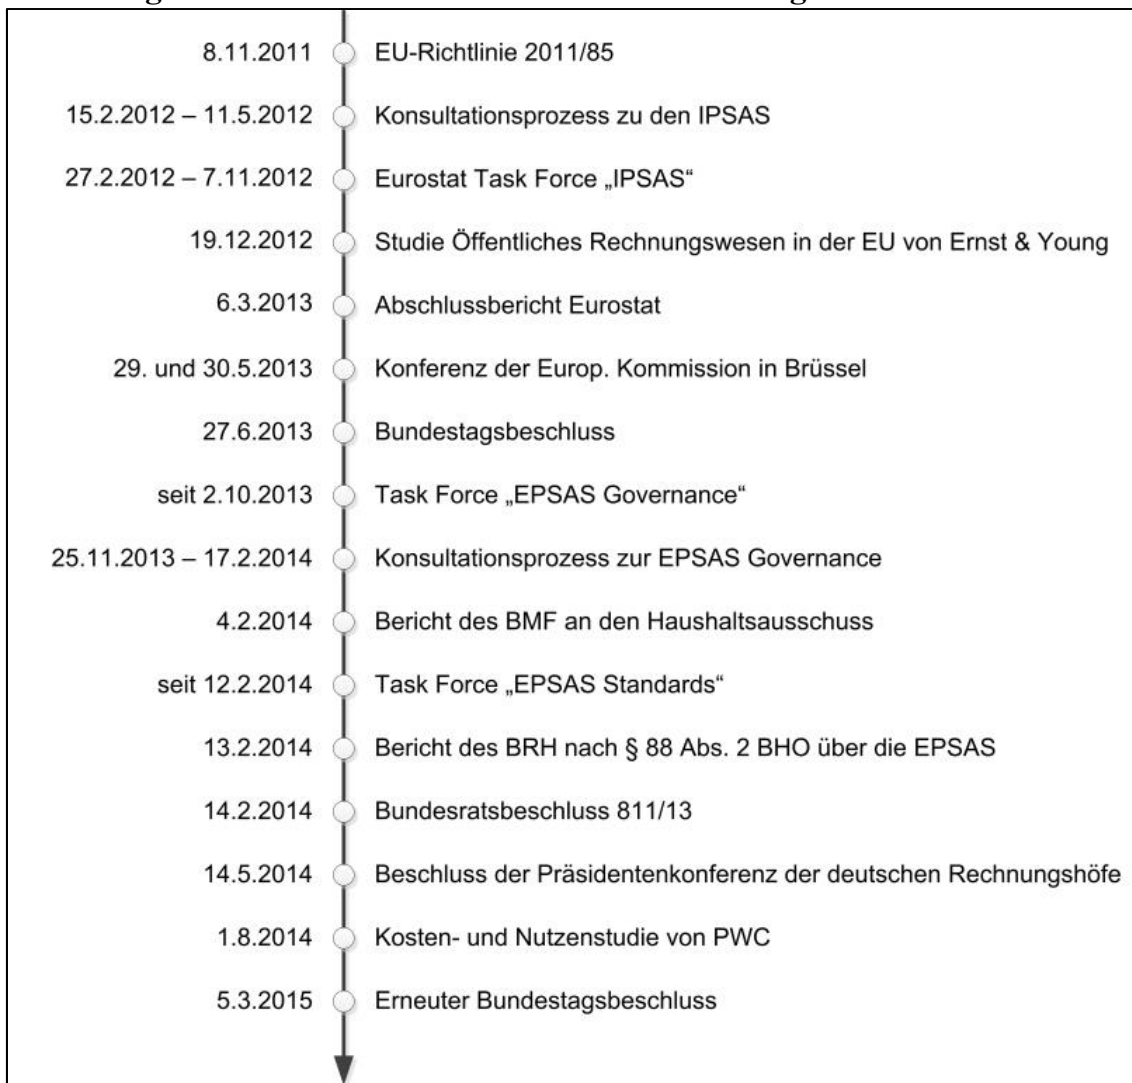 8.11.2011 EU-Richtlinie 2011/85
15.2.2012 – 11.5.2012 Konsultationsprozess zu den IPSAS
27.2.2012 – 7.11.2012 Eurostat Task Force „IPSAS“
19.12.2012 Studie Öffentliches Rechnungswesen in der EU von Ernst & Young
6.3.2013 Abschlussbericht Eurostat
29. und 30.5.2013 Konferenz der Europ. Kommission in Brüssel
27.6.2013 Bundestagsbeschluss
seit 2.10.2013 Task Force „EPSAS Governance“
25.11.2013 – 17.2.2014 Konsultationsprozess zur EPSAS Governance
4.2.2014 Bericht des BMF an den Haushaltsausschuss
seit 12.2.2014 Task Force „EPSAS Standards“
13.2.2014 Bericht des BRH nach § 88 Abs. 2 BHO über die EPSAS
14.2.2014 Bundesratsbeschluss 811/13
14.5.2014 Beschluss der Präsidentenkonferenz der deutschen Rechnungshöfe
1.8.2014 Kosten- und Nutzenstudie von PWC
5.3.2015 Erneuter Bundestagsbeschluss